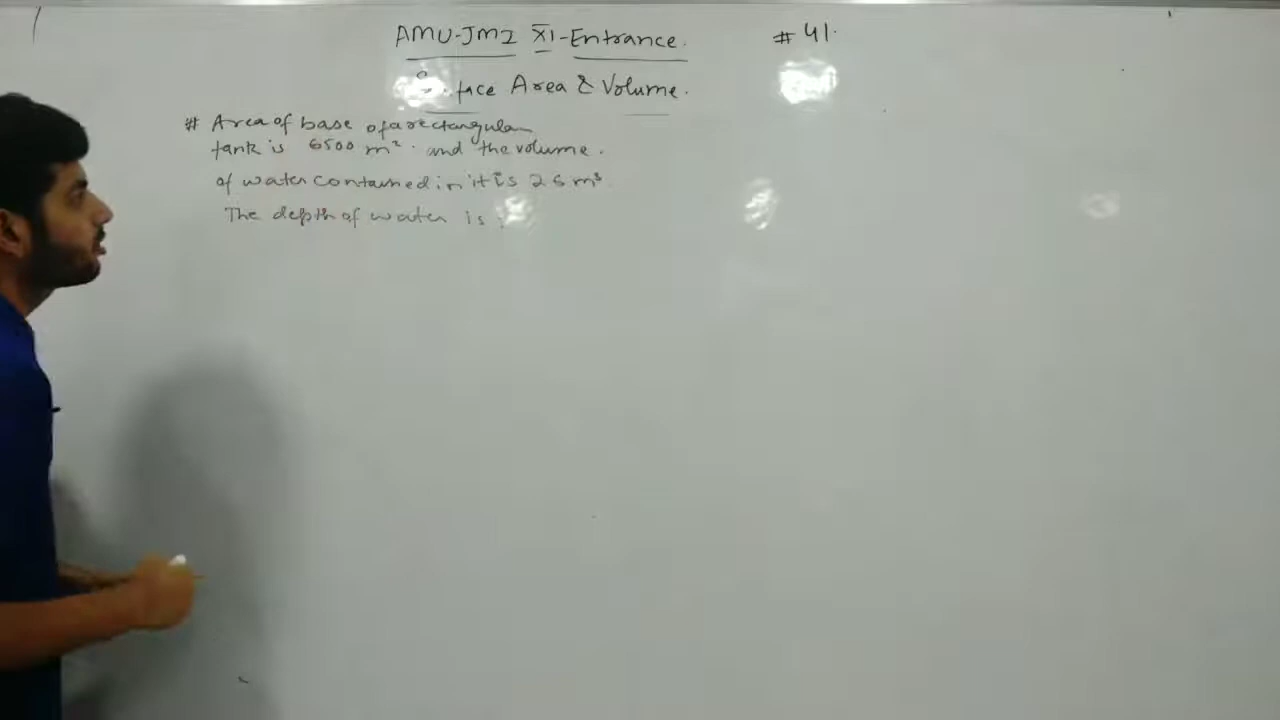 AMU-JMI XI-Entrance. # 41.
face Area & Volume.
# Area of base of a rectangular
tank is 6500 m². and the volume.
of water contained in it is 2.6 m³
The depth of water is